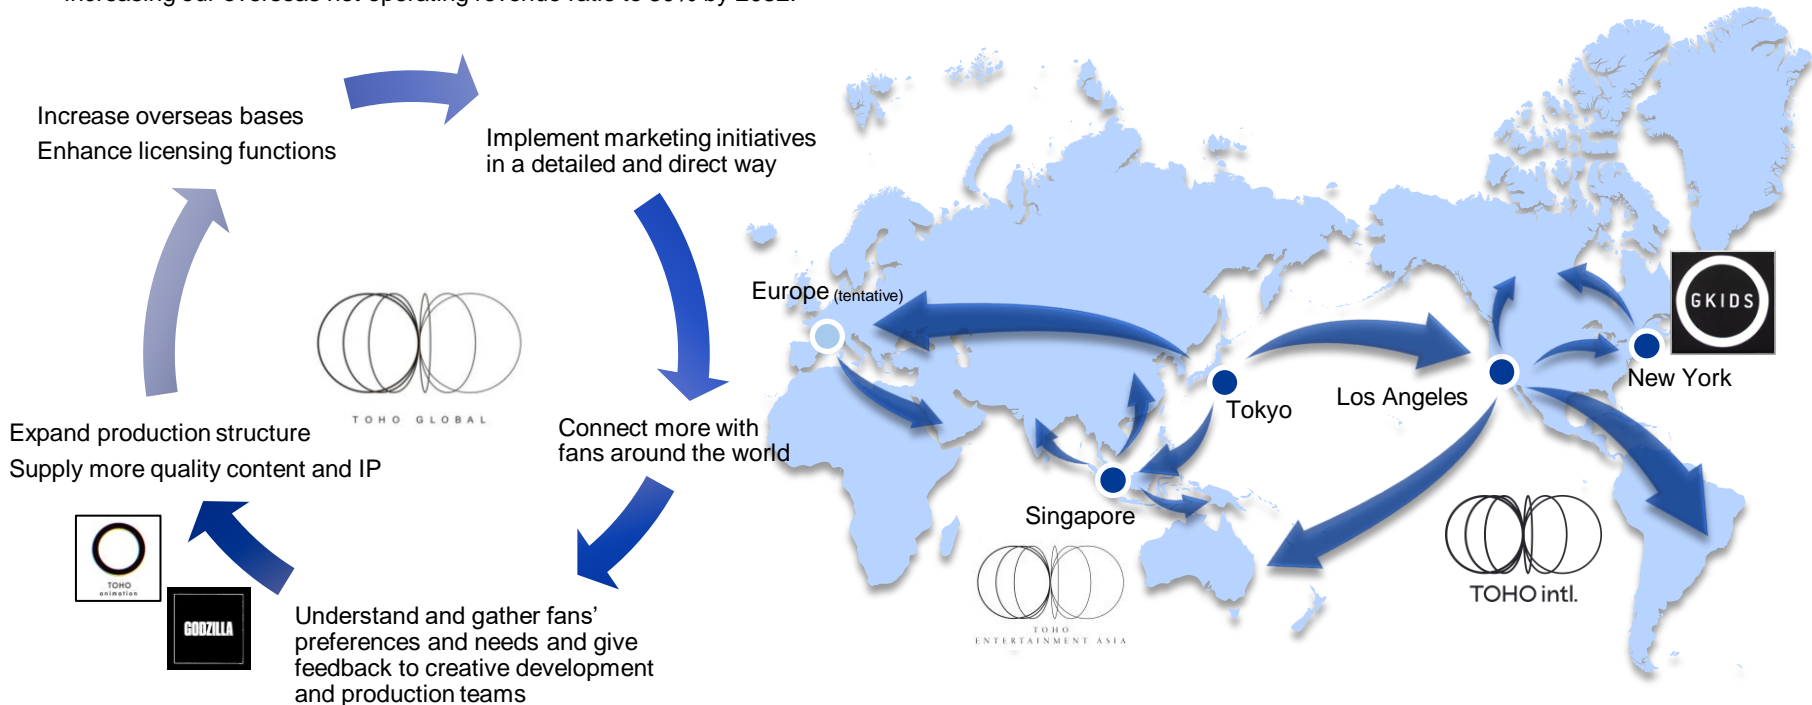 Increase overseas bases
Enhance licensing functions
Implement marketing initiatives
in a detailed and direct way
Connect more with
fans around the world
Understand and gather fans’
preferences and needs and give
feedback to creative development
and production teams
Expand production structure
Supply more quality content and IP
TOHO GLOBAL
TOHO
animation
GODZILLA
Europe (tentative)
Tokyo
Singapore
Los Angeles
New York
GKIDS
TOHO
ENTERTAINMENT ASIA
TOHO intl.